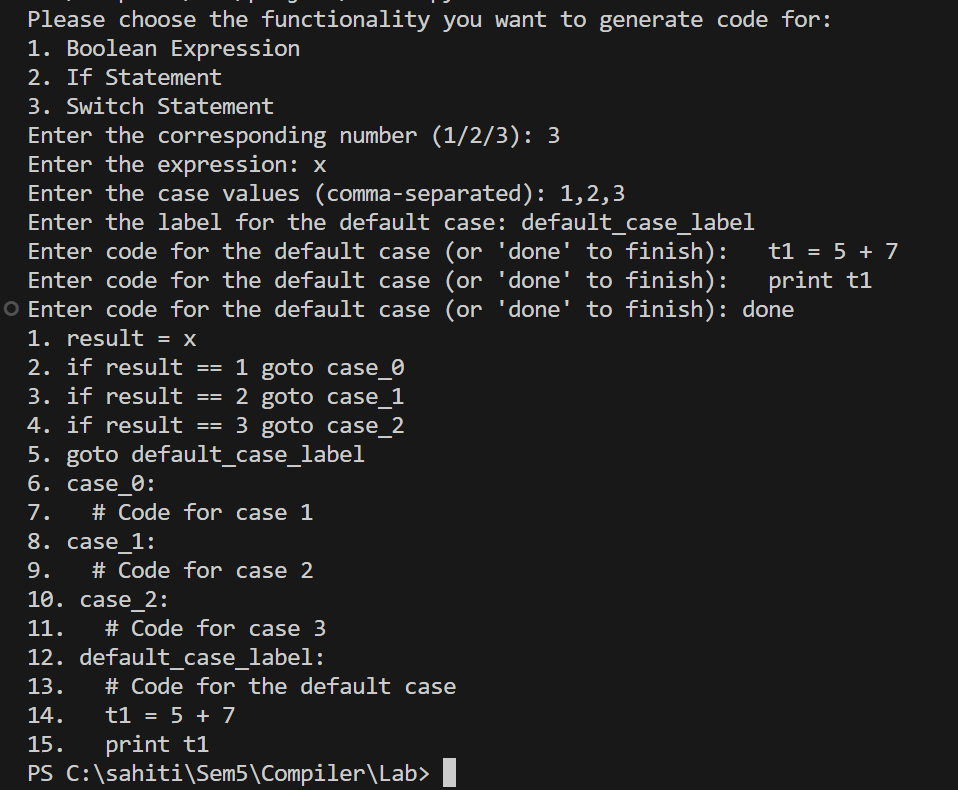 Please choose the functionality you want to generate code for:
1. Boolean Expression
2. If Statement
3. Switch Statement
Enter the corresponding number (1/2/3): 3
Enter the expression: x
Enter the case values (comma-separated): 1,2,3
Enter the label for the default case: default_case_label
Enter code for the default case (or 'done' to finish):   t1 = 5 + 7
Enter code for the default case (or 'done' to finish):   print t1
Enter code for the default case (or 'done' to finish): done
1. result = x
2. if result == 1 goto case_0
3. if result == 2 goto case_1
4. if result == 3 goto case_2
5. goto default_case_label
6. case_0:
7.   # Code for case 1
8. case_1:
9.   # Code for case 2
10. case_2:
11.   # Code for case 3
12. default_case_label:
13.   # Code for the default case
14.   t1 = 5 + 7
15.   print t1
PS C:\sahiti\Sem5\Compiler\Lab>